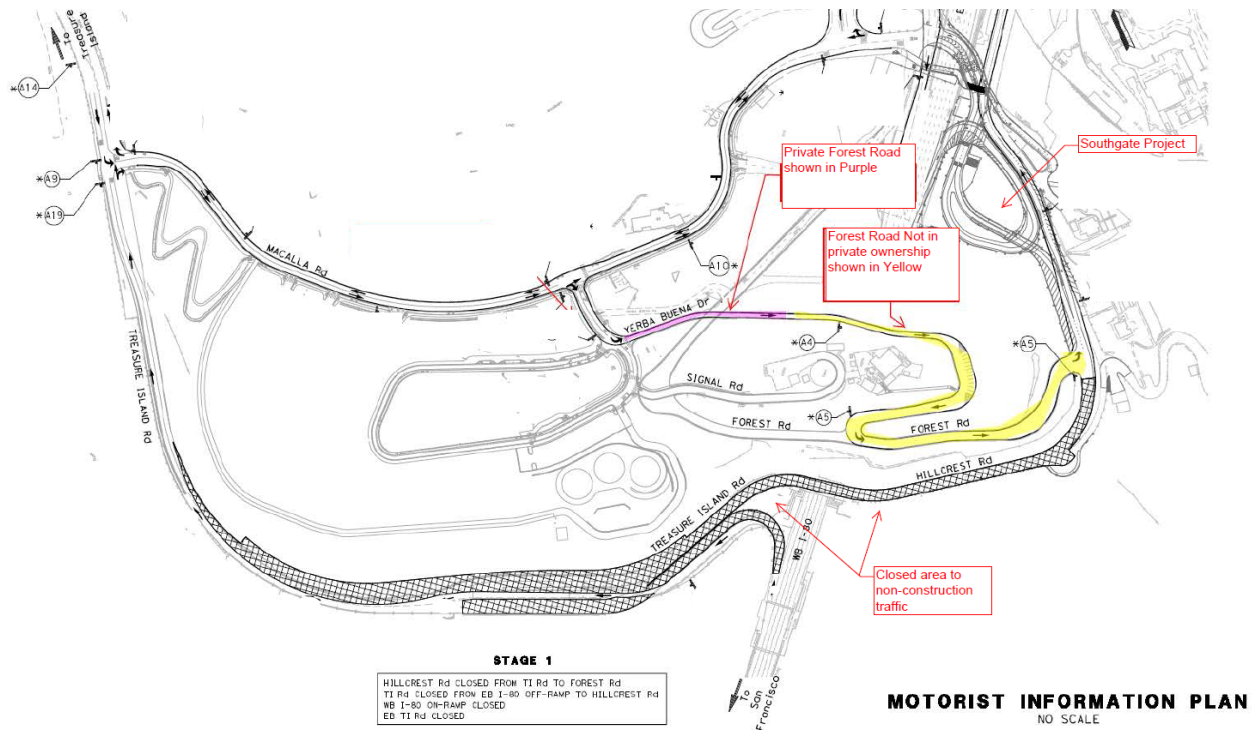 To
Treasure
Island
*A14
*A9
*A19
MACALLA Rd
TREASURE ISLAND Rd
A10*
Private Forest Road
shown in Purple
Southgate Project
Forest Road Not in
private ownership
shown in Yellow
YERBA BUENA Dr
*A4
*A5
SIGNAL Rd
*A5
FOREST Rd
FOREST Rd
HILLCREST Rd
TREASURE ISLAND Rd
WB I-80
Closed area to
non-construction
traffic
To
San
Francisco
STAGE 1
HILLCREST Rd CLOSED FROM TI Rd TO FOREST Rd
TI Rd CLOSED FROM EB I-80 OFF-RAMP TO HILLCREST Rd
WB I-80 ON-RAMP CLOSED
EB TI Rd CLOSED
MOTORIST INFORMATION PLAN
NO SCALE